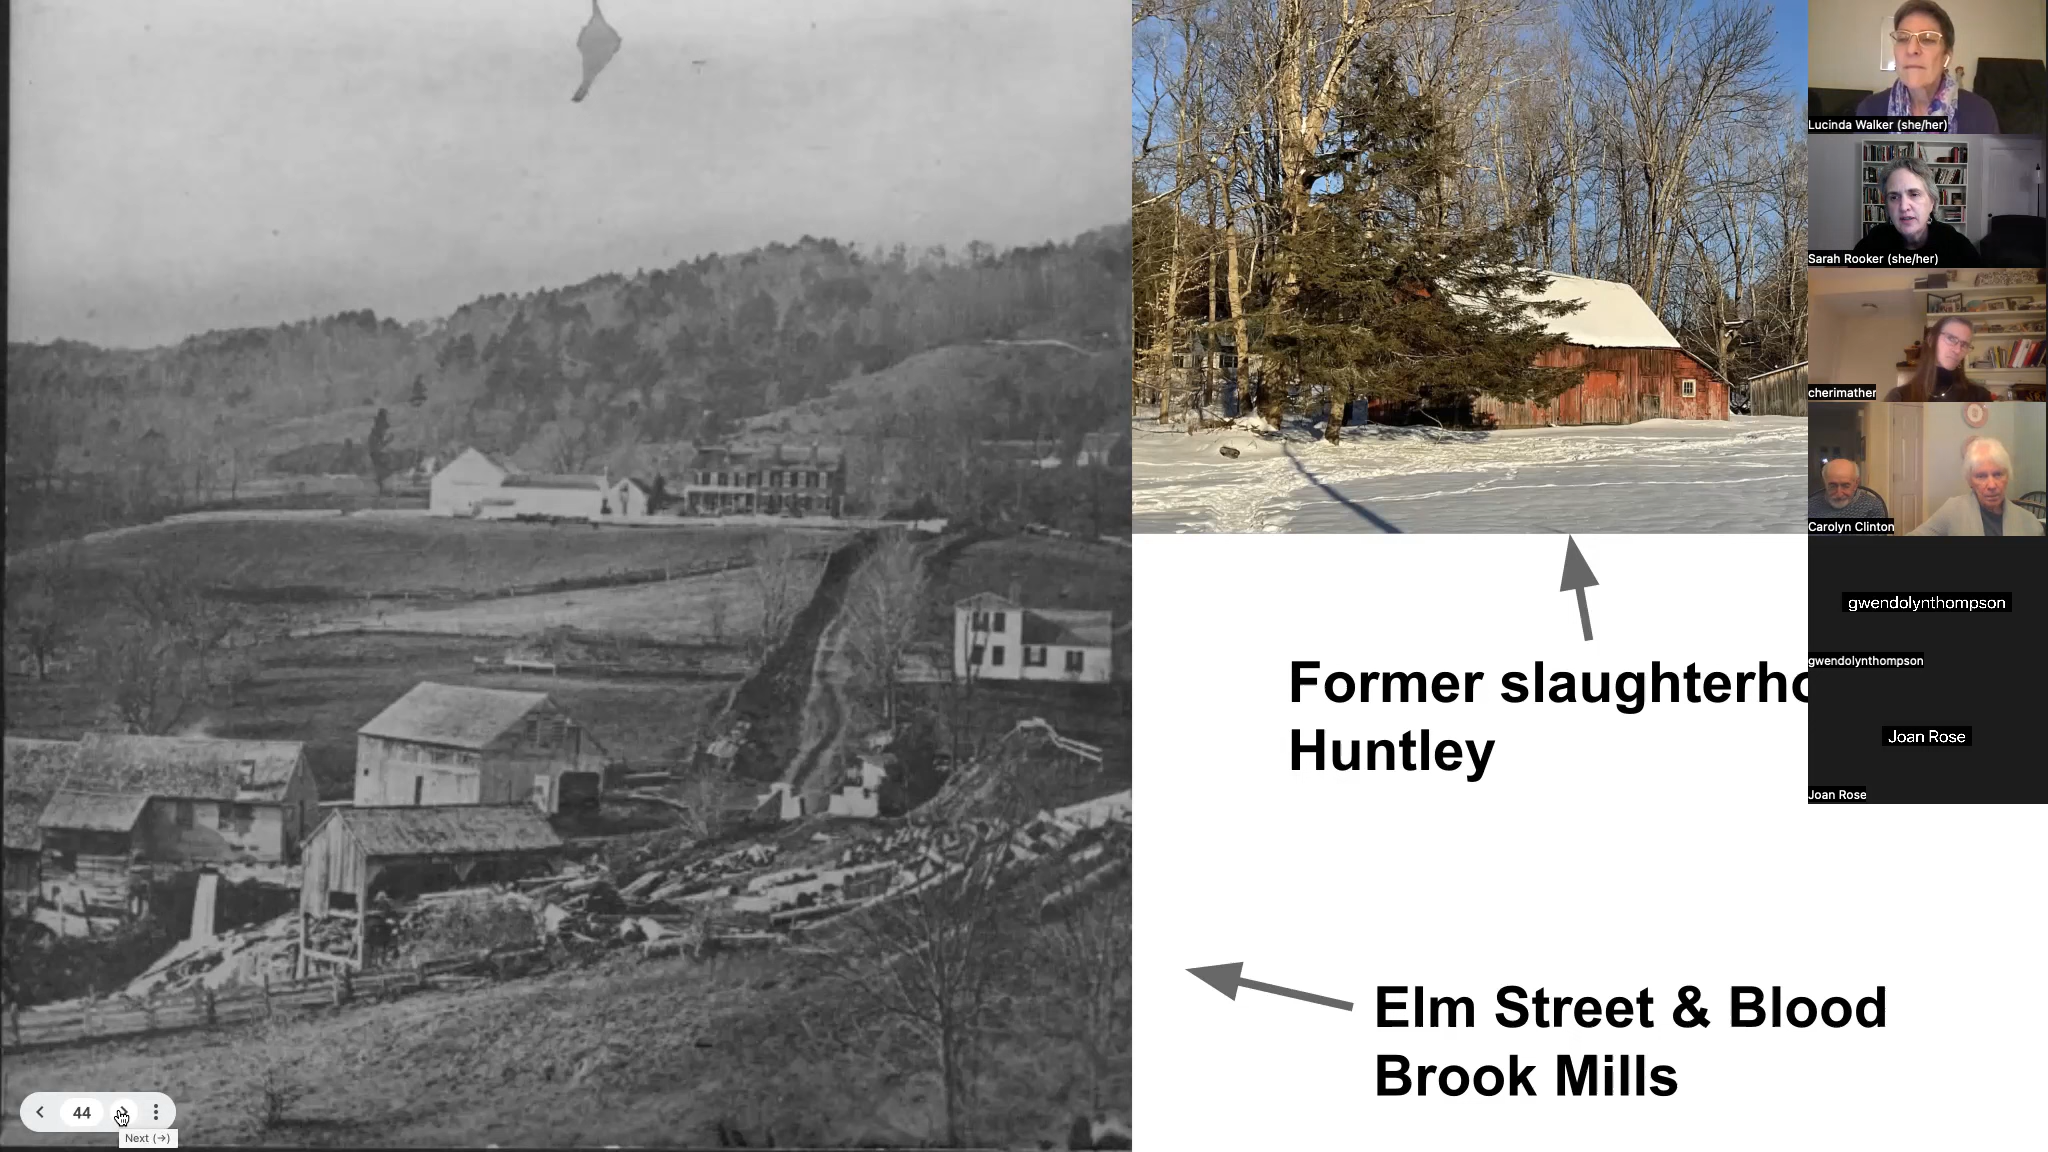 Former slaughterho
Huntley
Elm Street & Blood
Brook Mills
Lucinda Walker (she/her)
Sarah Rooker (she/her)
cherimather
Carolyn Clinton
gwendolynthompson
gwendolynthompson
Joan Rose
Joan Rose
44
Next (→)